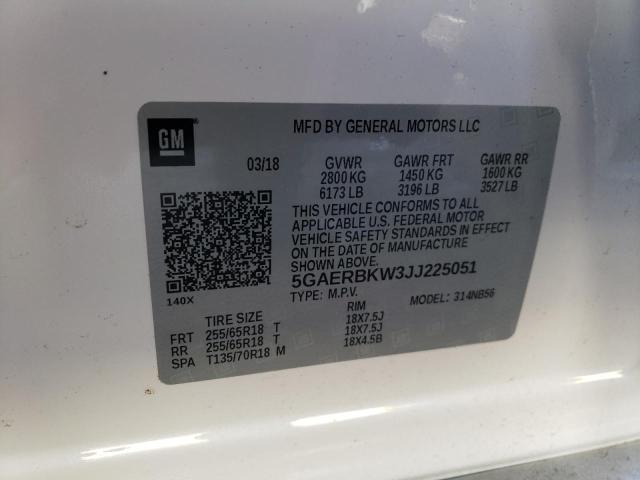 GM
MFD BY GENERAL MOTORS LLC
03/18 GVWR GAWR FRT GAWR RR
2800 KG 1450 KG 1600 KG
6173 LB 3196 LB 3527 LB
THIS VEHICLE CONFORMS TO ALL
APPLICABLE U.S. FEDERAL MOTOR
VEHICLE SAFETY STANDARDS IN EFFECT
ON THE DATE OF MANUFACTURE
SHOWN ABOVE.
5GAERBKW3JJ225051
TYPE: M.P.V. MODEL: 314NB56
140X
TIRE SIZE RIM
FRT 255/65R18 T 18X7.5J
RR 255/65R18 T 18X7.5J
SPA T135/70R18 M 18X4.5B